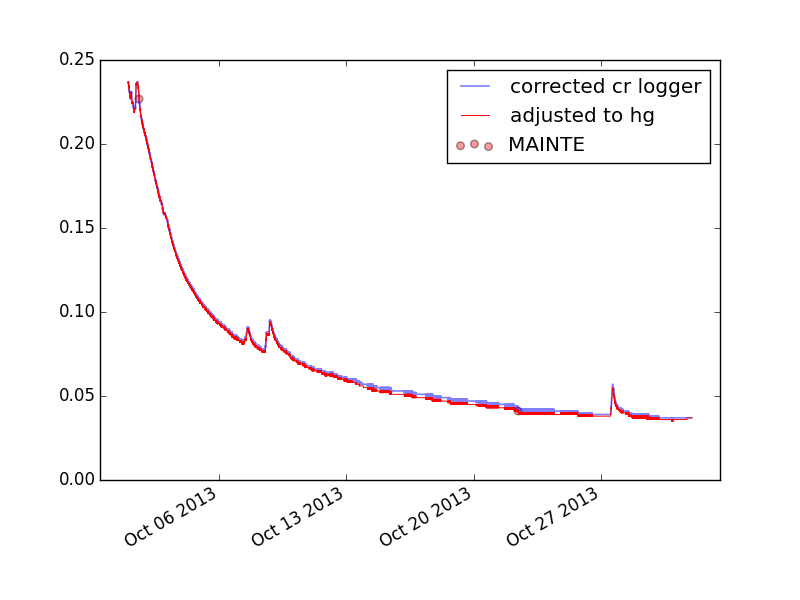 0.25
0.20
0.15
0.10
0.05
0.00
corrected cr logger
adjusted to hg
MAINTE
Oct 06 2013
Oct 13 2013
Oct 20 2013
Oct 27 2013